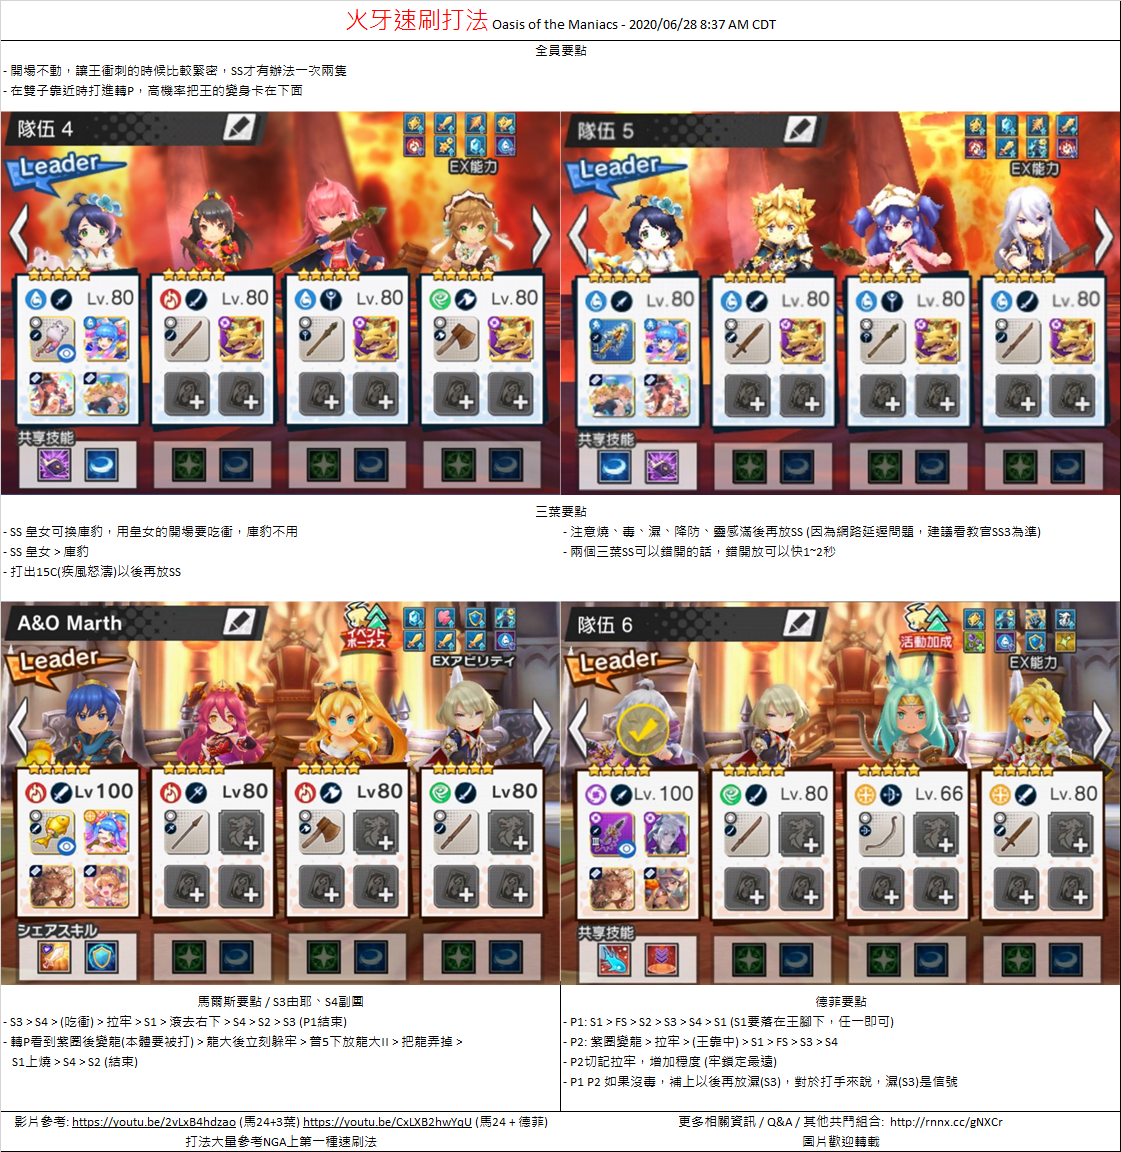 火牙速刷打法 Oasis of the Maniacs - 2020/06/28 8:37 AM CDT
全員要點
- 開場不動，讓王衝刺的時候比較緊密，SS才有辦法一次兩隻
- 在雙子靠近時打進轉P，高機率把王的變身卡在下面
隊伍 4
EX能力
Leader
Lv.80 Lv.80 Lv.80 Lv.80
共享技能
隊伍 5
EX能力
Leader
Lv.80 Lv.80 Lv.80 Lv.80
共享技能
三葉要點
- SS 皇女可換庫豹，用皇女的開場要吃衝，庫豹不用
- SS 皇女 > 庫豹
- 打出15C(疾風怒濤)以後再放SS
- 注意燒、毒、濕、降防、靈感滿後再放SS (因為網路延遲問題，建議看教官SS3為準)
- 兩個三葉SS可以錯開的話，錯開放可以快1~2秒
A&O Marth
イベント
ボーナス
EXアビリティ
Leader
Lv100 Lv80 Lv80 Lv80
シェアスキル
隊伍 6
活動加成
EX能力
Leader
Lv.100 Lv.80 Lv.66 Lv.80
III
共享技能
馬爾斯要點 / S3由耶、S4副團
- S3 > S4 > (吃衝) > 拉牢 > S1 > 滾去右下 > S4 > S2 > S3 (P1結束)
- 轉P看到紫圈後變龍(本體要被打) > 龍大後立刻躲牢 > 普5下放龍大II > 把龍弄掉 >
S1上燒 > S4 > S2 (結束)
德菲要點
- P1: S1 > FS > S2 > S3 > S4 > S1 (S1要落在王腳下，任一即可)
- P2: 紫圈變龍 > 拉牢 > (王靠中) > S1 > FS > S3 > S4
- P2切記拉牢，增加穩度 (牢鎖定最遠)
- P1 P2 如果沒毒，補上以後再放濕(S3)，對於打手來說，濕(S3)是信號
影片參考: https://youtu.be/2vLxB4hdzao (馬24+3葉) https://youtu.be/CxLXB2hwYqU (馬24 + 德菲)
打法大量參考NGA上第一種速刷法
更多相關資訊 / Q&A / 其他共鬥組合: http://rnnx.cc/gNXCr
圖片歡迎轉載